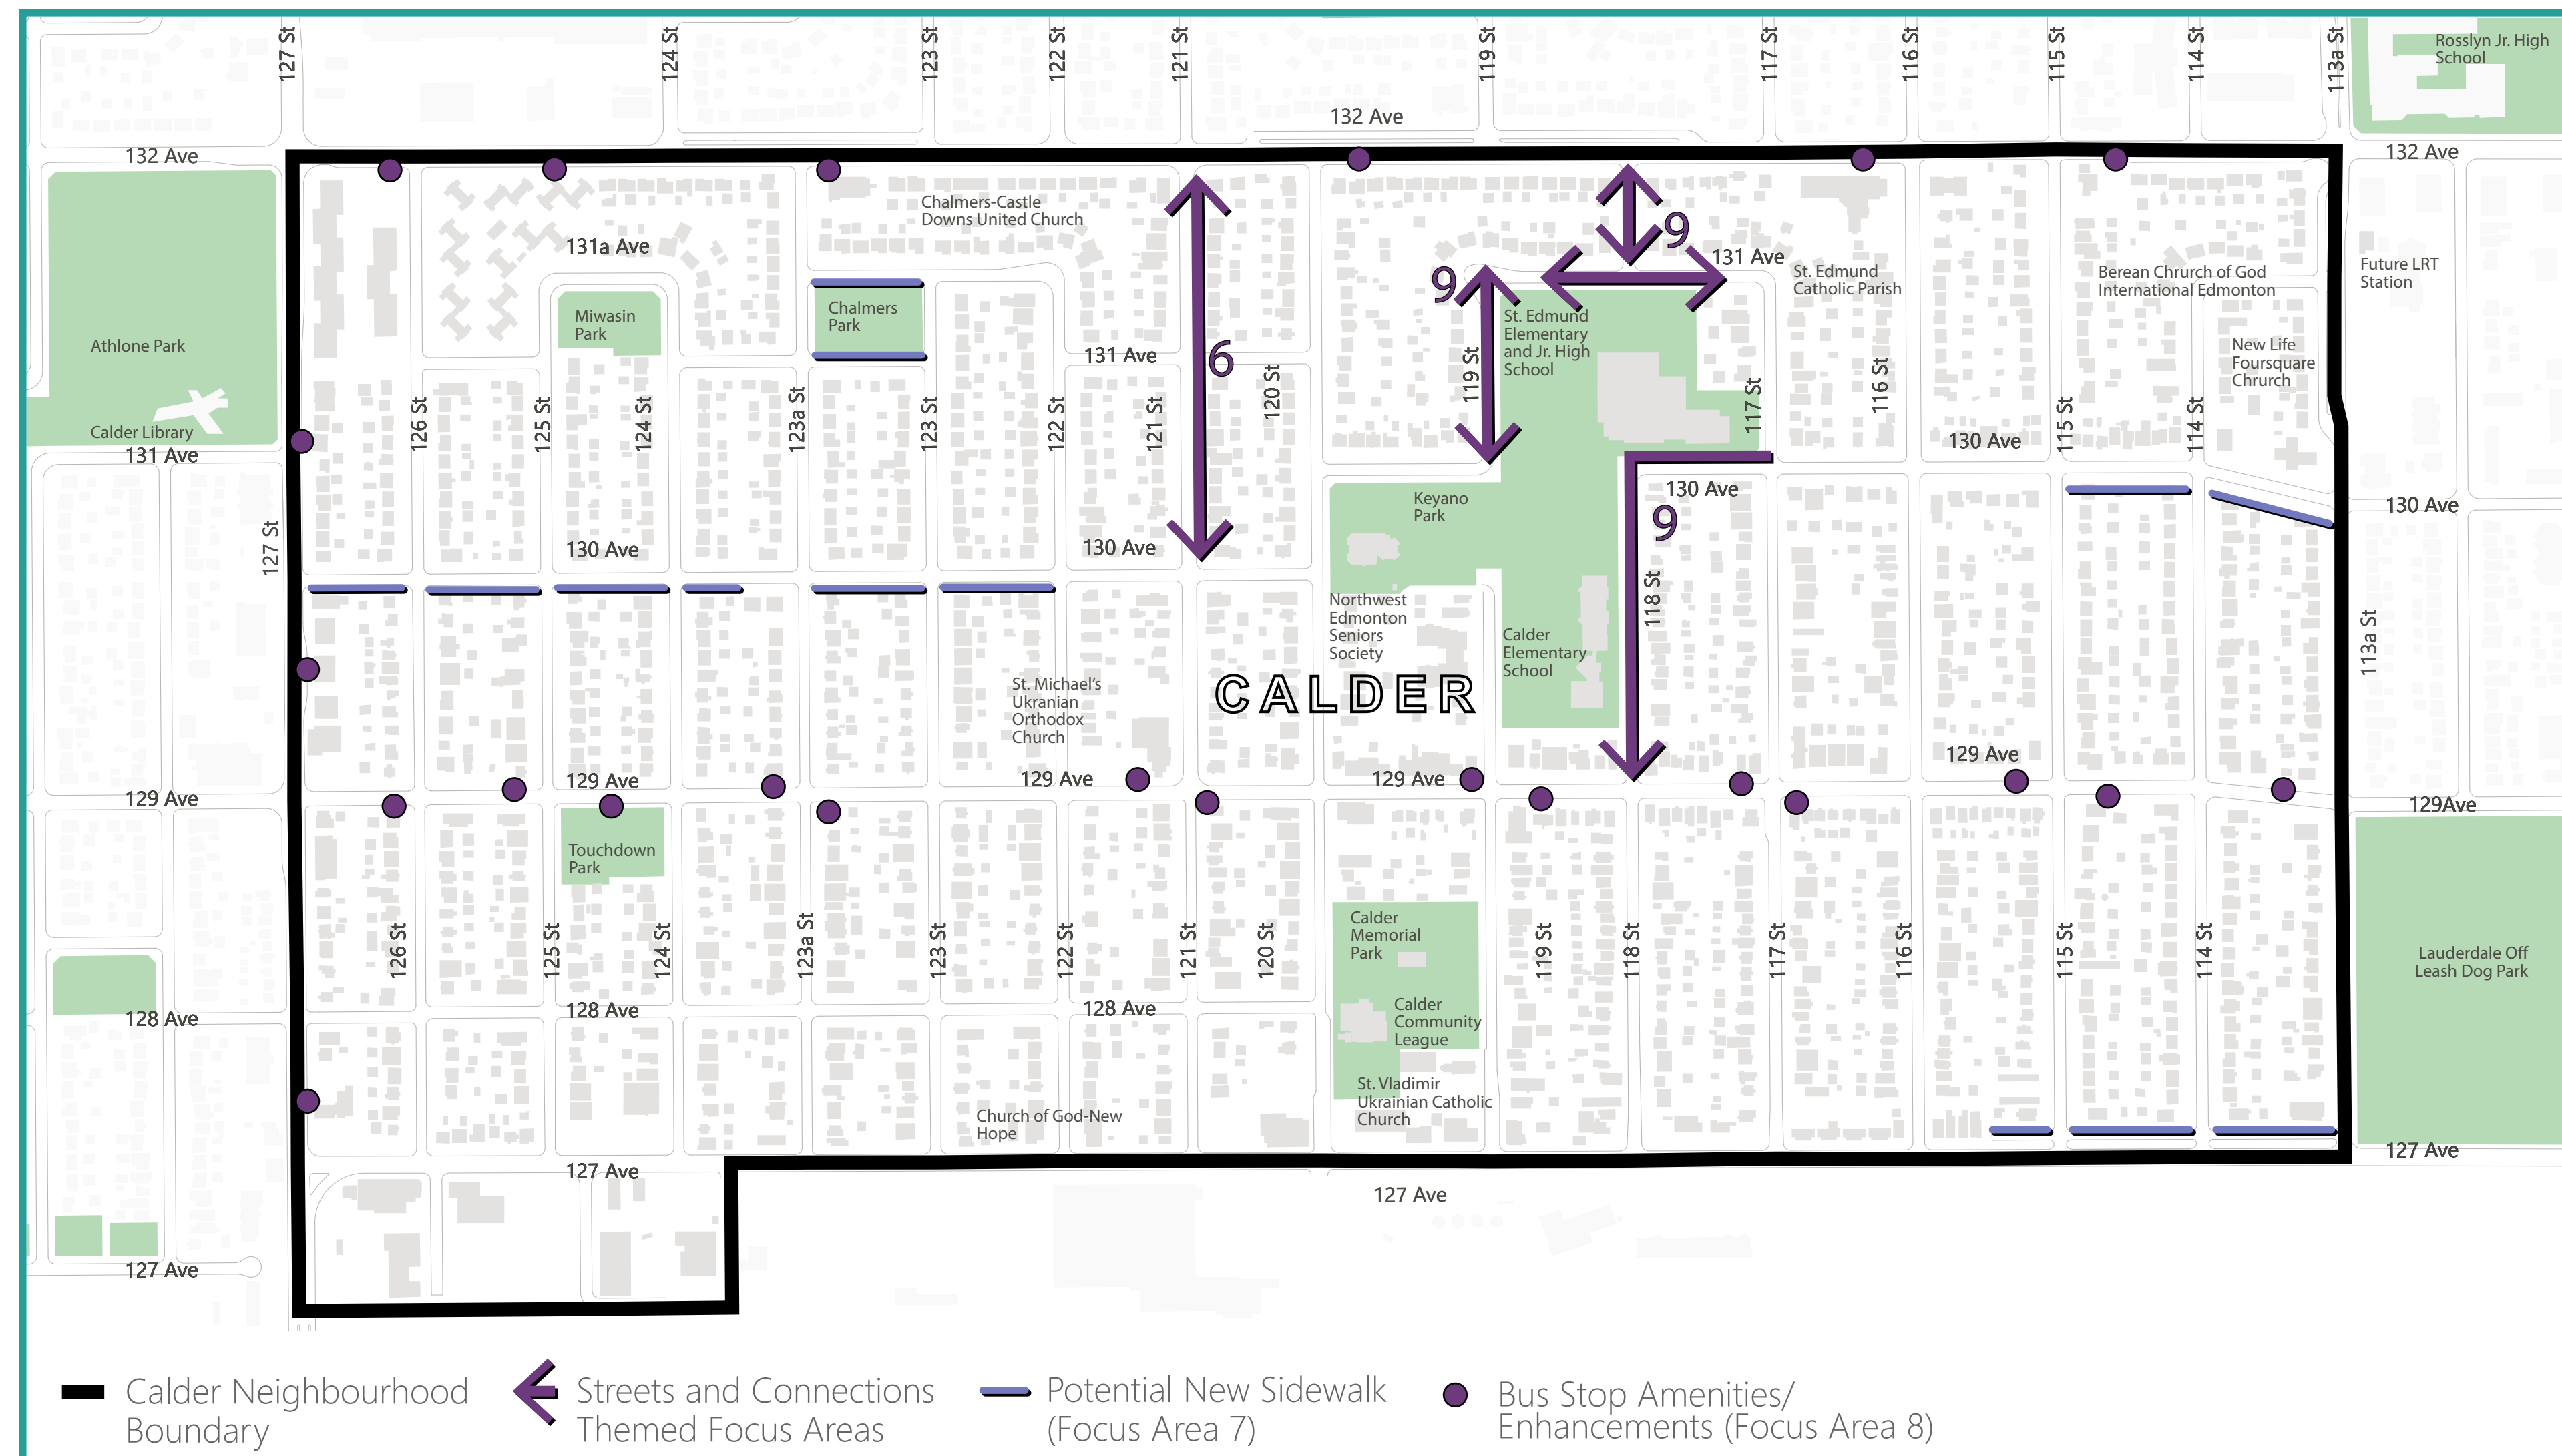 127 St
124 St
123 St
122 St
121 St
119 St
117 St
116 St
115 St
114 St
113a St
Rosslyn Jr. High
School
132 Ave
132 Ave
132 Ave
Chalmers-Castle
Downs United Church
9
131a Ave
131 Ave
St. Edmund
Catholic Parish
Berean Chruch of God
International Edmonton
Future LRT
Station
9
Miwasin
Park
Chalmers
Park
St. Edmund
Elementary
and Jr. High
School
Athlone Park
131 Ave
6
119 St
New Life
Foursquare
Chruch
120 St
116 St
117 St
126 St
125 St
124 St
123a St
123 St
122 St
121 St
115 St
114 St
Calder Library
131 Ave
130 Ave
130 Ave
Keyano
Park
130 Ave
9
127 St
130 Ave
130 Ave
118 St
Northwest
Edmonton
Seniors
Society
Calder
Elementary
School
113a St
St. Michael's
Ukranian
Orthodox
Church
CALDER
129 Ave
129 Ave
129 Ave
129 Ave
129 Ave
129Ave
Touchdown
Park
Calder
Memorial
Park
126 St
125 St
124 St
123a St
123 St
122 St
121 St
120 St
119 St
118 St
117 St
116 St
115 St
114 St
Lauderdale Off
Leash Dog Park
128 Ave
128 Ave
128 Ave
Calder
Community
League
St. Vladimir
Ukrainian Catholic
Church
Church of God-New
Hope
127 Ave
127 Ave
127 Ave
127 Ave
Calder Neighbourhood
Boundary
Streets and Connections
Themed Focus Areas
Potential New Sidewalk
(Focus Area 7)
Bus Stop Amenities/
Enhancements (Focus Area 8)